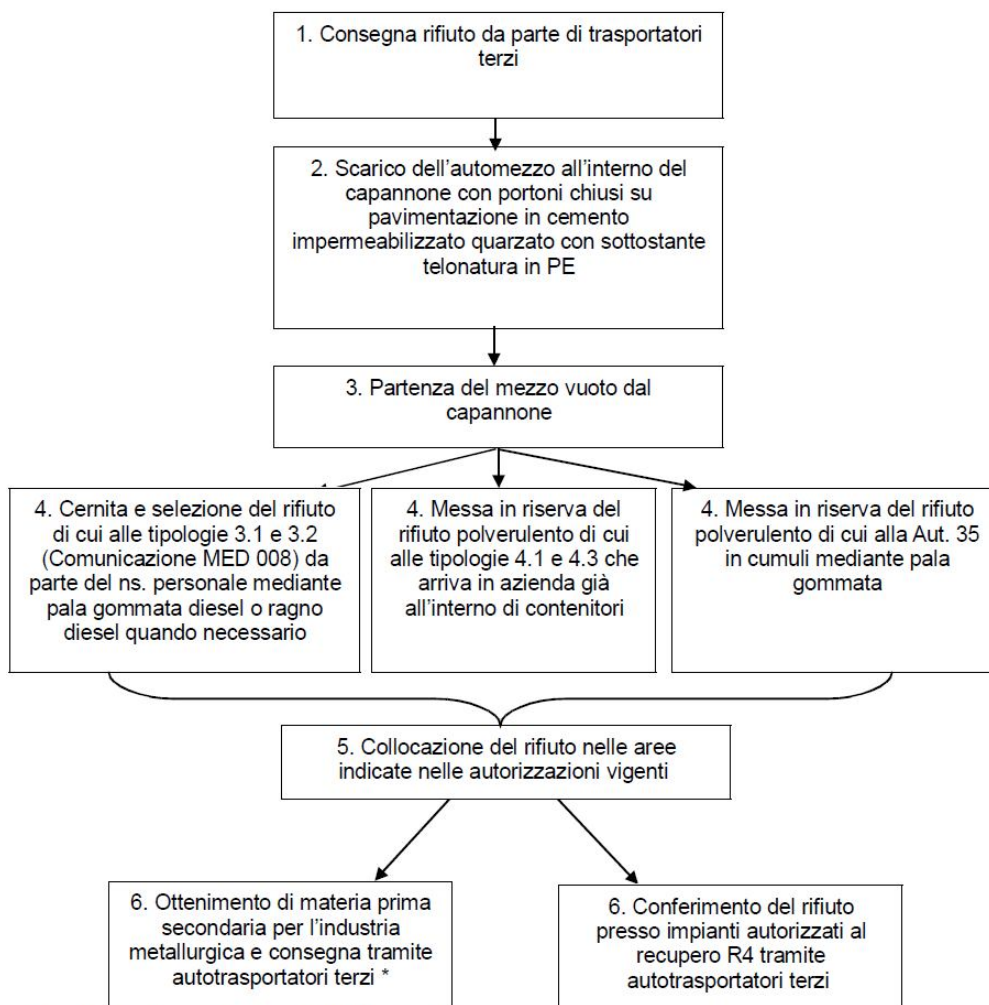 1. Consegna rifiuto da parte di trasportatori
terzi
2. Scarico dell'automezzo all'interno del
capannone con portoni chiusi su
pavimentazione in cemento
impermeabilizzato quarzato con sottostante
telonatura in PE
3. Partenza del mezzo vuoto dal
capannone
4. Cernita e selezione del rifiuto
di cui alle tipologie 3.1 e 3.2
(Comunicazione MED 008) da
parte del ns. personale mediante
pala gommata diesel o ragno
diesel quando necessario
4. Messa in riserva del
rifiuto polverulento di cui
alle tipologie 4.1 e 4.3 che
arriva in azienda già
all'interno di contenitori
4. Messa in riserva del rifiuto
polverulento di cui alla Aut. 35
in cumuli mediante pala
gommata
5. Collocazione del rifiuto nelle aree
indicate nelle autorizzazioni vigenti
6. Ottenimento di materia prima
secondaria per l'industria
metallurgica e consegna tramite
autotrasportatori terzi *
6. Conferimento del rifiuto
presso impianti autorizzati al
recupero R4 tramite
autotrasportatori terzi